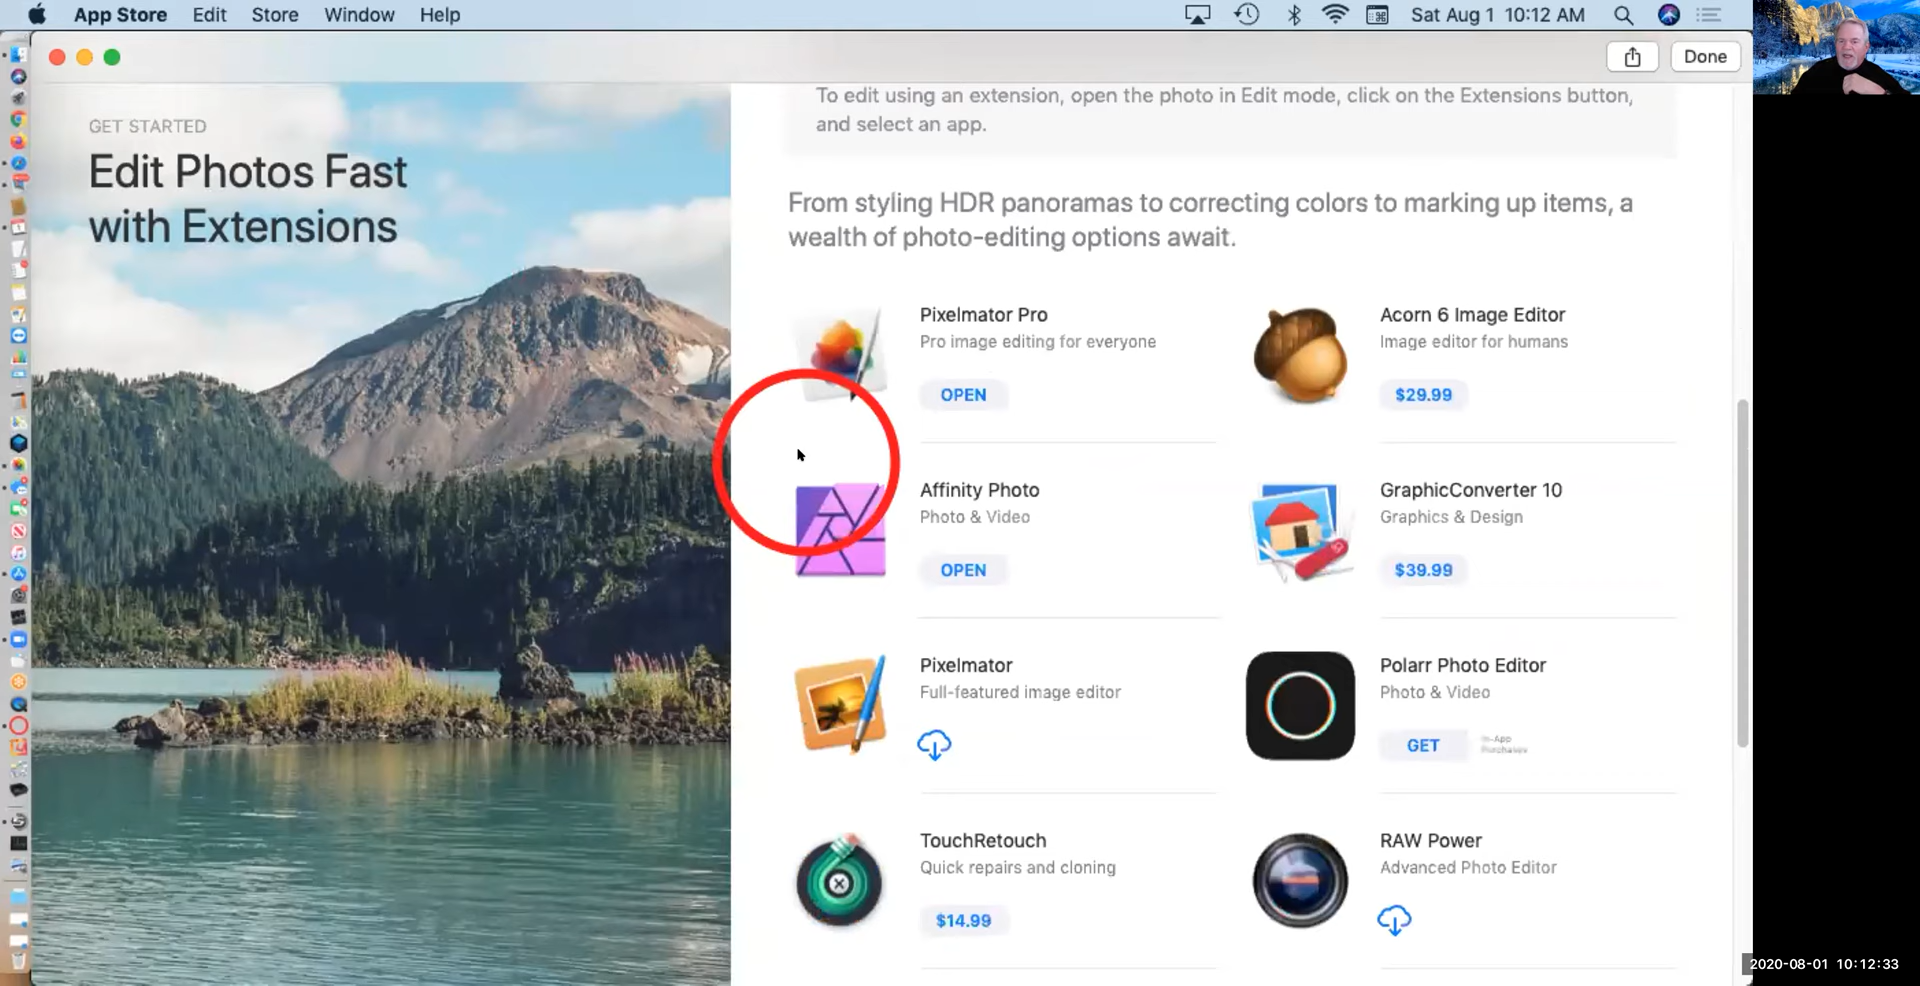 App Store Edit Store Window Help
Sat Aug 1 10:12 AM
Done
GET STARTED
Edit Photos Fast
with Extensions
To edit using an extension, open the photo in Edit mode, click on the Extensions button,
and select an app.
From styling HDR panoramas to correcting colors to marking up items, a
wealth of photo-editing options await.
Pixelmator Pro
Pro image editing for everyone
OPEN
Acorn 6 Image Editor
Image editor for humans
$29.99
Affinity Photo
Photo & Video
OPEN
GraphicConverter 10
Graphics & Design
$39.99
Pixelmator
Full-featured image editor
Polarr Photo Editor
Photo & Video
GET
In-App
Purchases
TouchRetouch
Quick repairs and cloning
$14.99
RAW Power
Advanced Photo Editor
2020-08-01 10:12:33